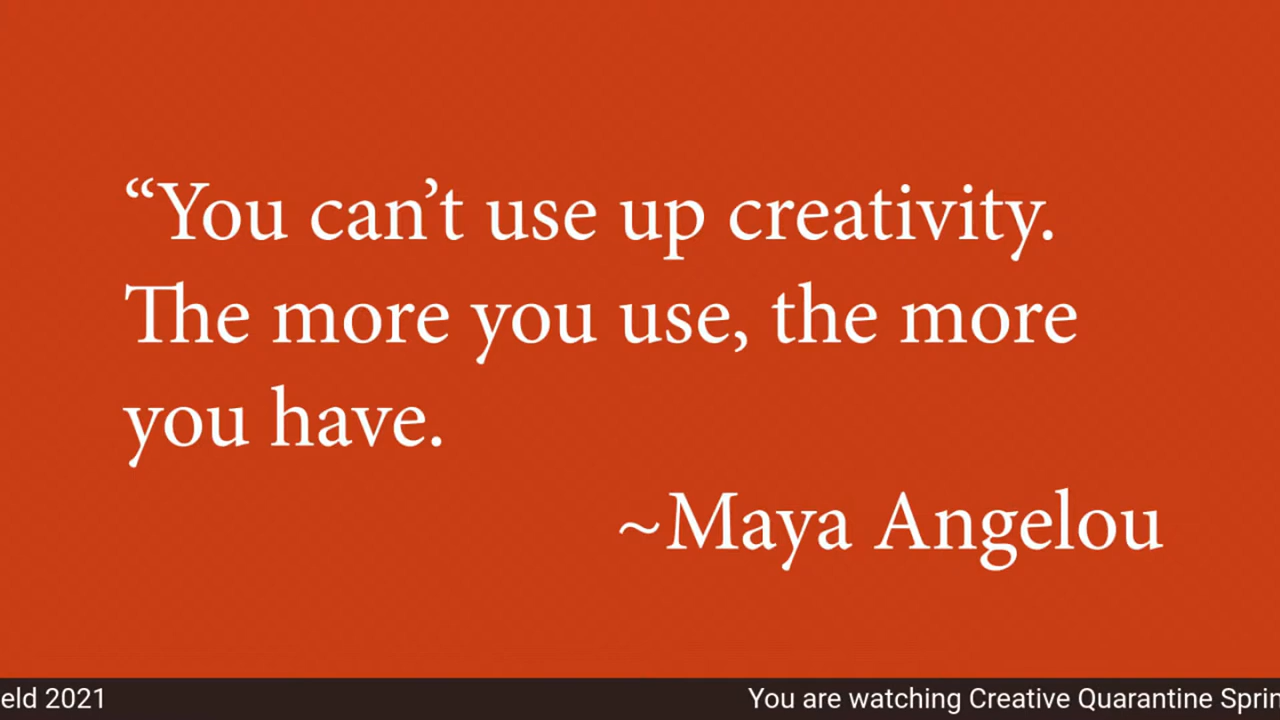 “You can’t use up creativity.
The more you use, the more
you have.
~Maya Angelou
eld 2021
You are watching Creative Quarantine Sprin